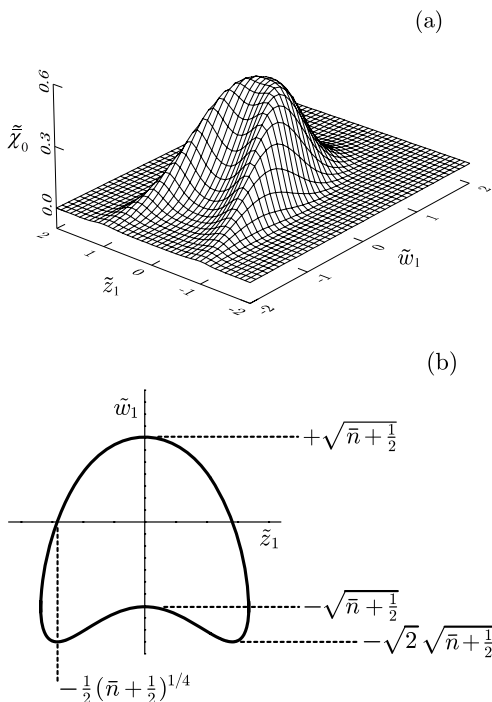 (a)
0.6
0.3
0.0
χ̃̄₀
2
1
0
-1
-2
z̃₁
-2
-1
0
1
2
w̃₁
(b)
w̃₁
+√(n̄+½)
z̃₁
−√(n̄+½)
−√2 √(n̄+½)
−½(n̄+½)^{1/4}